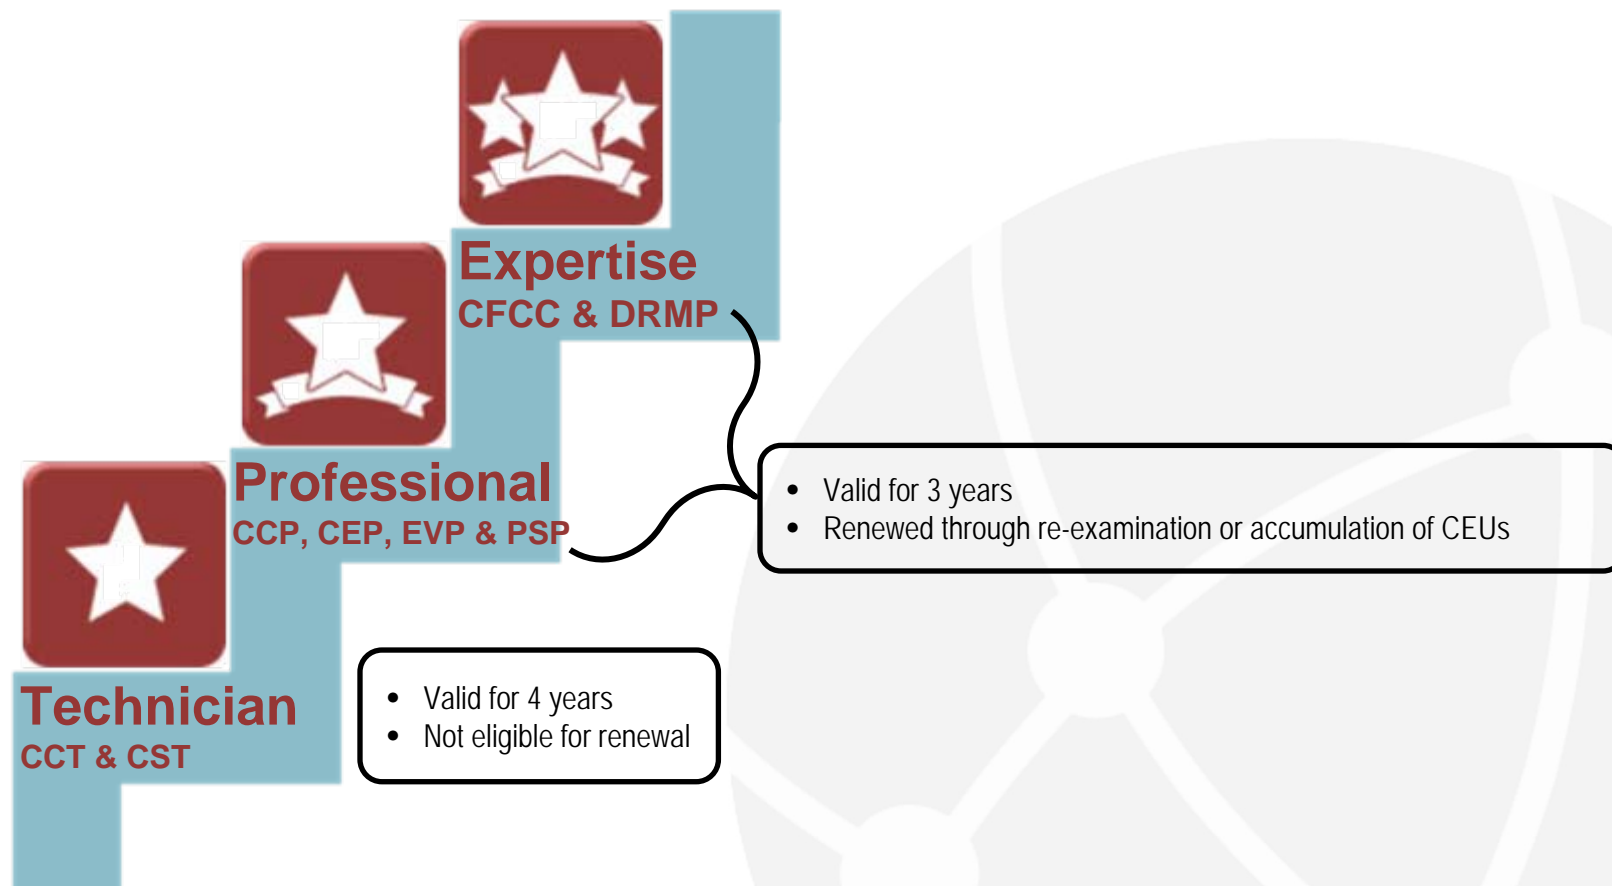 Expertise
CFCC & DRMP
Professional
CCP, CEP, EVP & PSP
• Valid for 3 years
• Renewed through re-examination or accumulation of CEUs
Technician
CCT & CST
• Valid for 4 years
• Not eligible for renewal